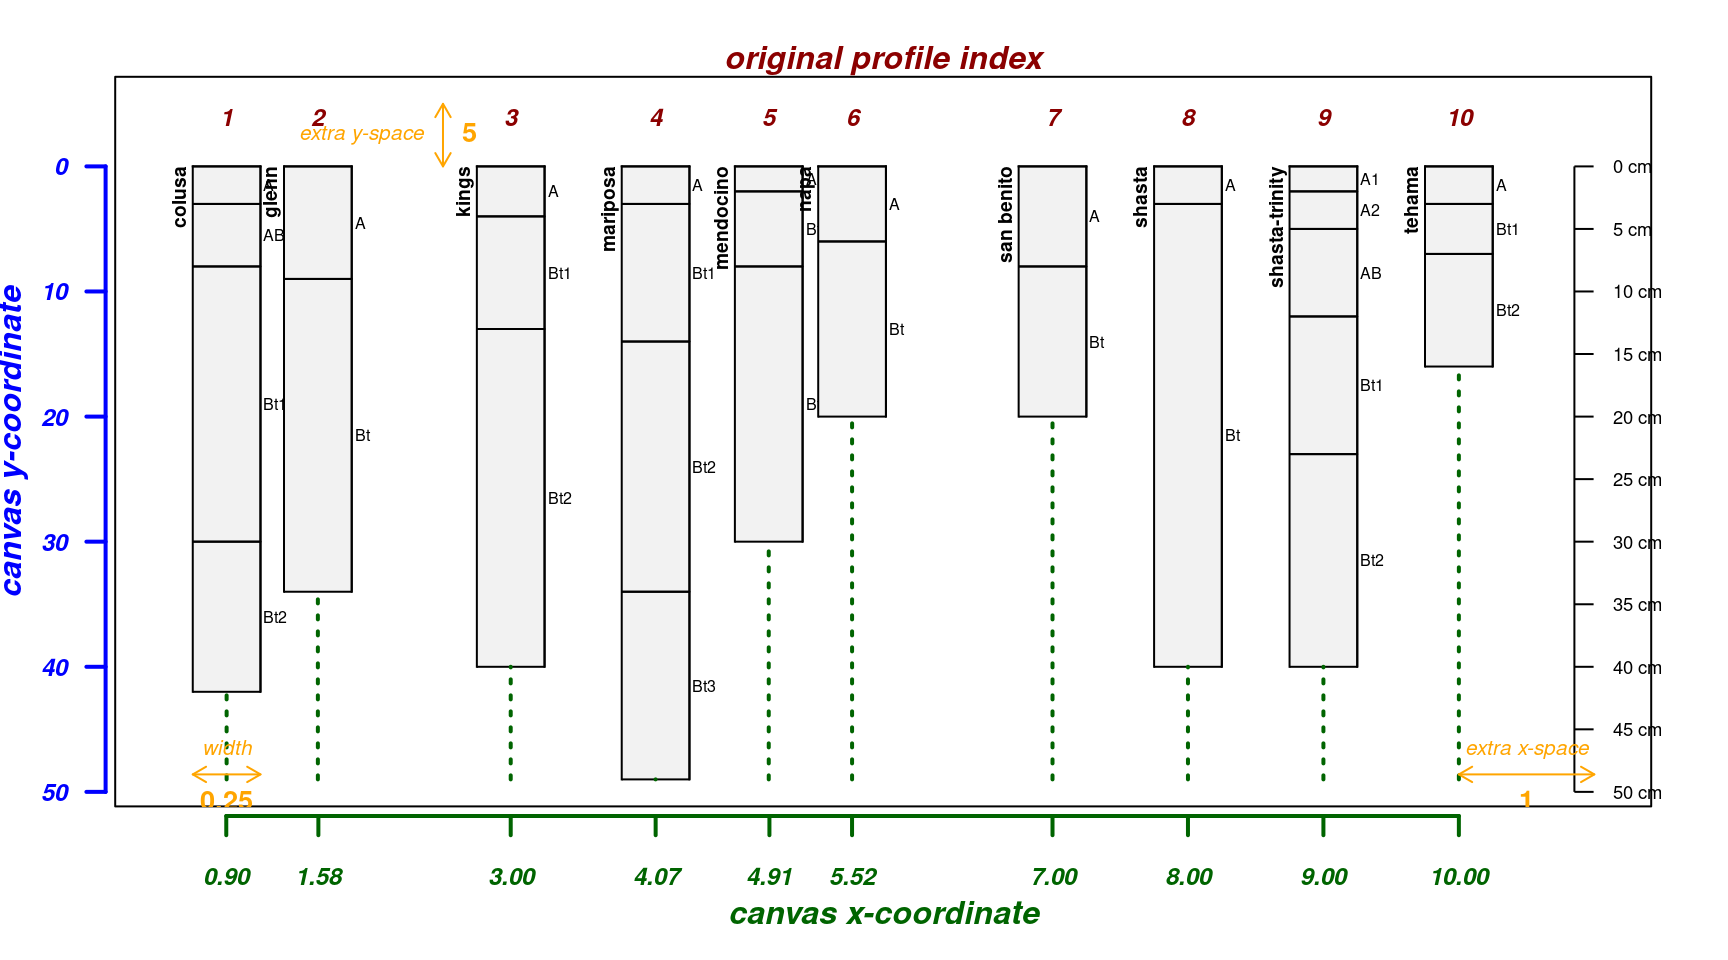 original profile index
1 2 3 4 5 6 7 8 9 10
extra y-space 5
canvas y-coordinate
0
10
20
30
40
50
colusa
AB
Bt1
Bt2
glenn
A
Bt
kings
A
Bt1
Bt2
mariposa
A
Bt1
Bt2
Bt3
mendocino
napa
A
Bt
san benito
A
Bt
shasta
A
Bt
shasta-trinity
A1
A2
AB
Bt1
Bt2
tehama
A
Bt1
Bt2
0 cm
5 cm
10 cm
15 cm
20 cm
25 cm
30 cm
35 cm
40 cm
45 cm
50 cm
width
0.25
extra x-space
1
0.90 1.58 3.00 4.07 4.91 5.52 7.00 8.00 9.00 10.00
canvas x-coordinate